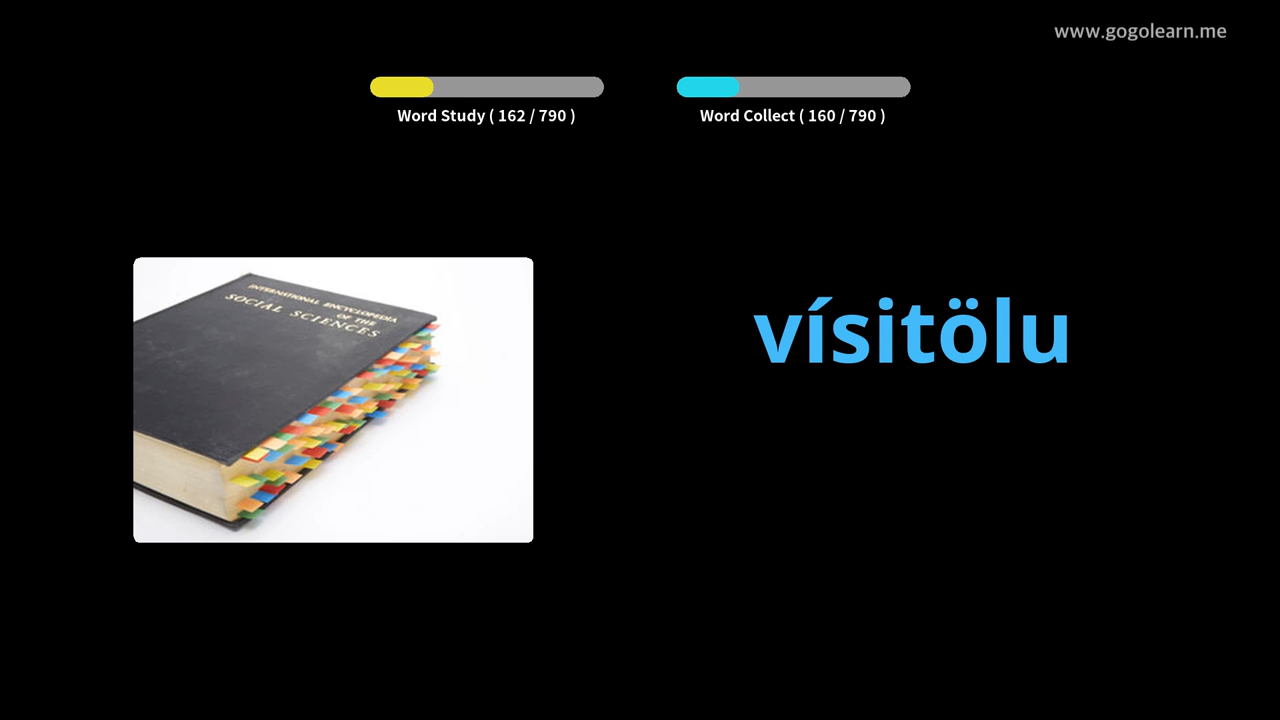 www.gogolearn.me
Word Study ( 162 / 790 )
Word Collect ( 160 / 790 )
INTERNATIONAL ENCYCLOPEDIA
OF THE
SOCIAL SCIENCES
vísitölu